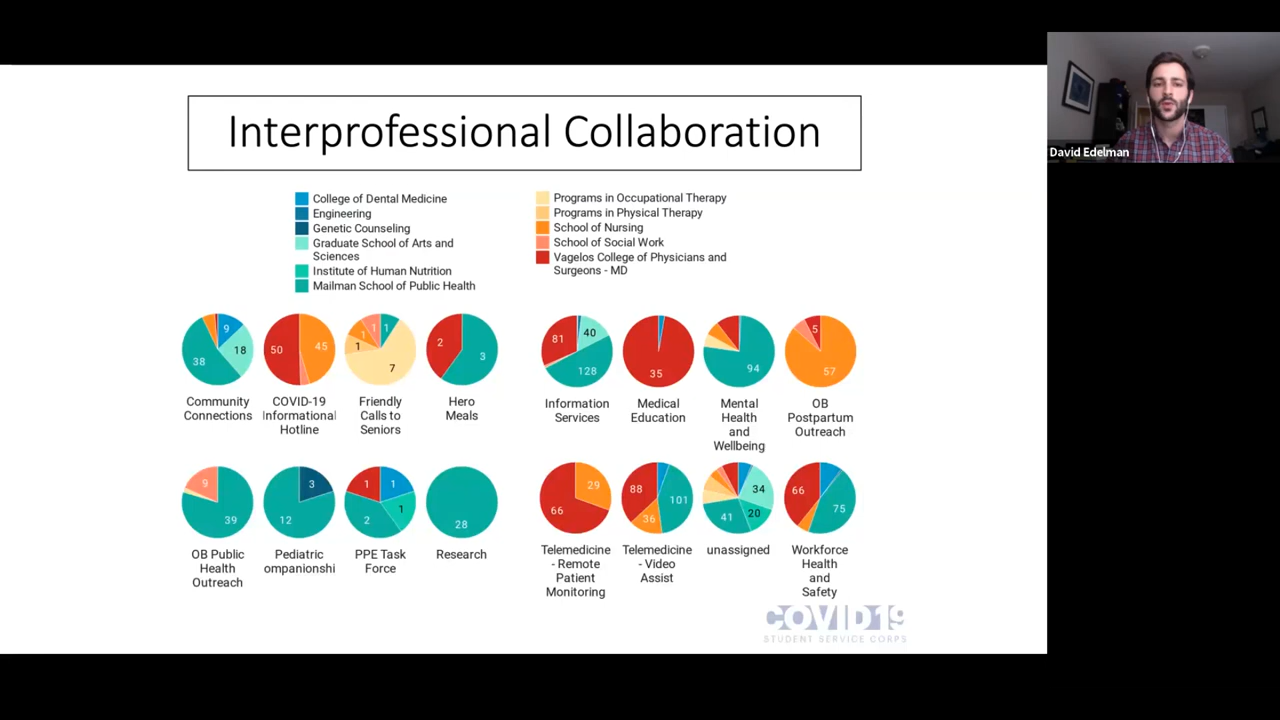 Interprofessional Collaboration
College of Dental Medicine
Engineering
Genetic Counseling
Graduate School of Arts and
Sciences
Institute of Human Nutrition
Mailman School of Public Health
Programs in Occupational Therapy
Programs in Physical Therapy
School of Nursing
School of Social Work
Vagelos College of Physicians and
Surgeons - MD
9
18
38
Community
Connections
50
45
COVID-19
Informational
Hotline
1
1
1
1
7
Friendly
Calls to
Seniors
2
3
Hero
Meals
81
40
128
Information
Services
35
Medical
Education
94
Mental
Health
and
Wellbeing
5
57
OB
Postpartum
Outreach
9
39
OB Public
Health
Outreach
3
12
Pediatric
ompanionshi
1
1
1
2
PPE Task
Force
28
Research
29
66
Telemedicine
- Remote
Patient
Monitoring
88
101
36
Telemedicine
- Video
Assist
34
41
20
unassigned
66
75
Workforce
Health
and
Safety
COVID19
STUDENT SERVICE CORPS
David Edelman